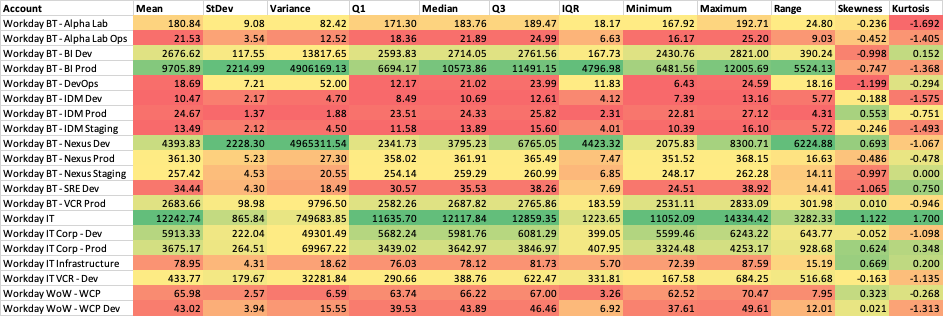 Account Mean StDev Variance Q1 Median Q3 IQR Minimum Maximum Range Skewness Kurtosis
Workday BT - Alpha Lab 180.84 9.08 82.42 171.30 183.76 189.47 18.17 167.92 192.71 24.80 -0.236 -1.692
Workday BT - Alpha Lab Ops 21.53 3.54 12.52 18.36 21.89 24.99 6.63 16.17 25.20 9.03 -0.452 -1.405
Workday BT - BI Dev 2676.62 117.55 13817.65 2593.83 2714.05 2761.56 167.73 2430.76 2821.00 390.24 -0.998 0.152
Workday BT - BI Prod 9705.89 2214.99 4906169.13 6694.17 10573.86 11491.15 4796.98 6481.56 12005.69 5524.13 -0.747 -1.368
Workday BT - DevOps 18.69 7.21 52.00 12.17 21.02 23.99 11.83 6.43 24.59 18.16 -1.199 -0.294
Workday BT - IDM Dev 10.47 2.17 4.70 8.49 10.69 12.61 4.12 7.39 13.16 5.77 -0.188 -1.575
Workday BT - IDM Prod 24.67 1.37 1.88 23.51 24.33 25.82 2.31 22.81 27.12 4.31 0.553 -0.751
Workday BT - IDM Staging 13.49 2.12 4.50 11.58 13.89 15.60 4.01 10.39 16.10 5.72 -0.246 -1.493
Workday BT - Nexus Dev 4393.83 2228.30 4965311.54 2341.73 3795.23 6765.05 4423.32 2075.83 8300.71 6224.88 0.693 -1.067
Workday BT - Nexus Prod 361.30 5.23 27.30 358.02 361.91 365.49 7.47 351.52 368.15 16.63 -0.486 -0.478
Workday BT - Nexus Staging 257.42 4.53 20.55 254.14 259.29 260.99 6.85 248.17 262.28 14.11 -0.997 0.000
Workday BT - SRE Dev 34.44 4.30 18.49 30.57 35.53 38.26 7.69 24.51 38.92 14.41 -1.065 0.750
Workday BT - VCR Prod 2683.66 98.98 9796.50 2582.26 2687.82 2765.86 183.59 2531.11 2833.09 301.98 0.010 -0.946
Workday IT 12242.74 865.84 749683.85 11635.70 12117.84 12859.35 1223.65 11052.09 14334.42 3282.33 1.122 1.700
Workday IT Corp - Dev 5913.33 222.04 49301.49 5682.24 5981.76 6081.29 399.05 5599.46 6243.22 643.77 -0.052 -1.098
Workday IT Corp - Prod 3675.17 264.51 69967.22 3439.02 3642.97 3846.97 407.95 3324.48 4253.17 928.68 0.624 0.348
Workday IT Infrastructure 78.95 4.31 18.62 76.03 78.12 81.73 5.70 72.39 87.59 15.19 0.669 0.200
Workday IT VCR - Dev 433.77 179.67 32281.84 290.66 388.76 622.47 331.81 167.58 684.25 516.68 -0.163 -1.135
Workday WoW - WCP 65.98 2.57 6.59 63.74 66.22 67.00 3.26 62.52 70.47 7.95 0.323 -0.268
Workday WoW - WCP Dev 43.02 3.94 15.55 39.53 43.89 46.46 6.92 37.61 49.61 12.01 0.021 -1.313